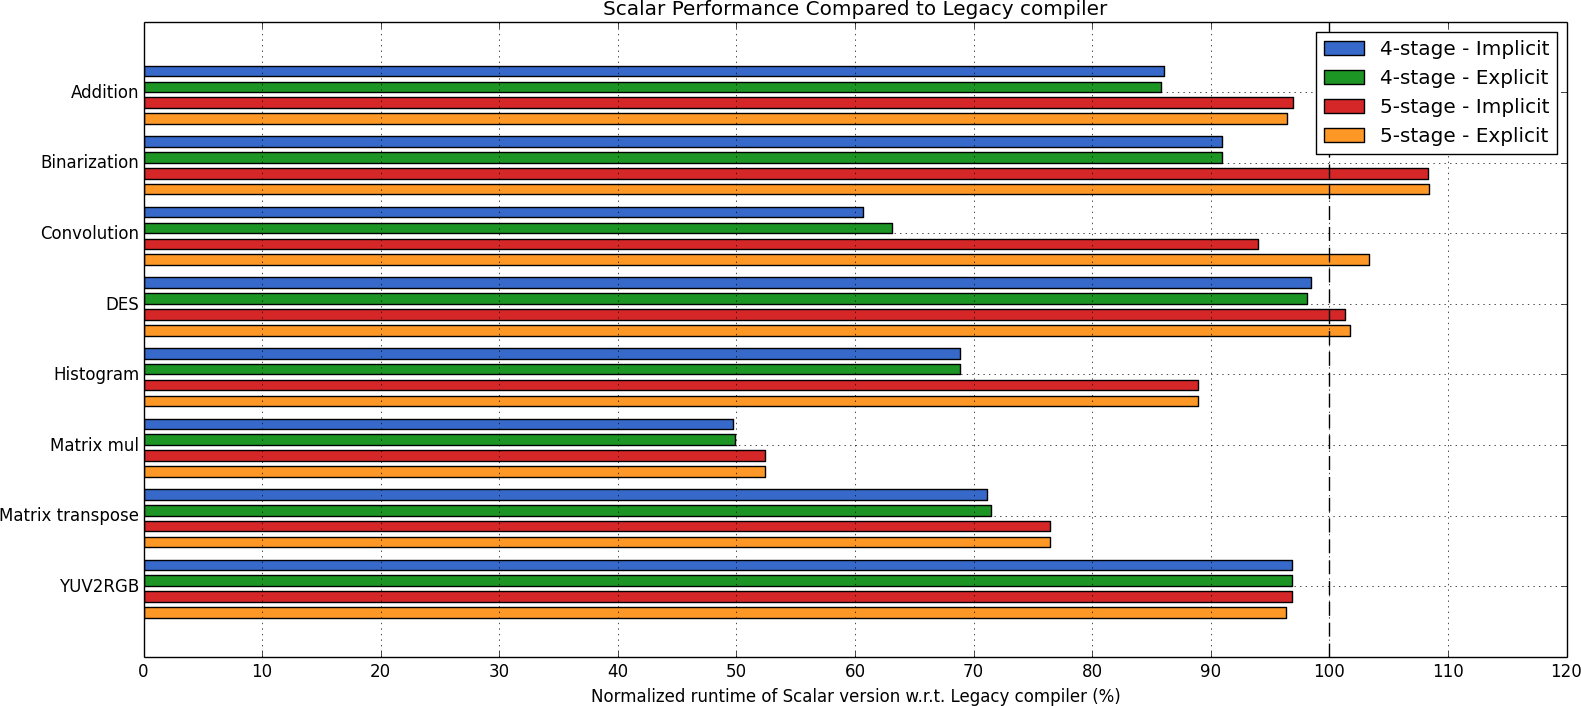 Scalar Performance Compared to Legacy compiler
4-stage - Implicit
4-stage - Explicit
5-stage - Implicit
5-stage - Explicit
Addition
Binarization
Convolution
DES
Histogram
Matrix mul
Matrix transpose
YUV2RGB
0 10 20 30 40 50 60 70 80 90 100 110 120
Normalized runtime of Scalar version w.r.t. Legacy compiler (%)